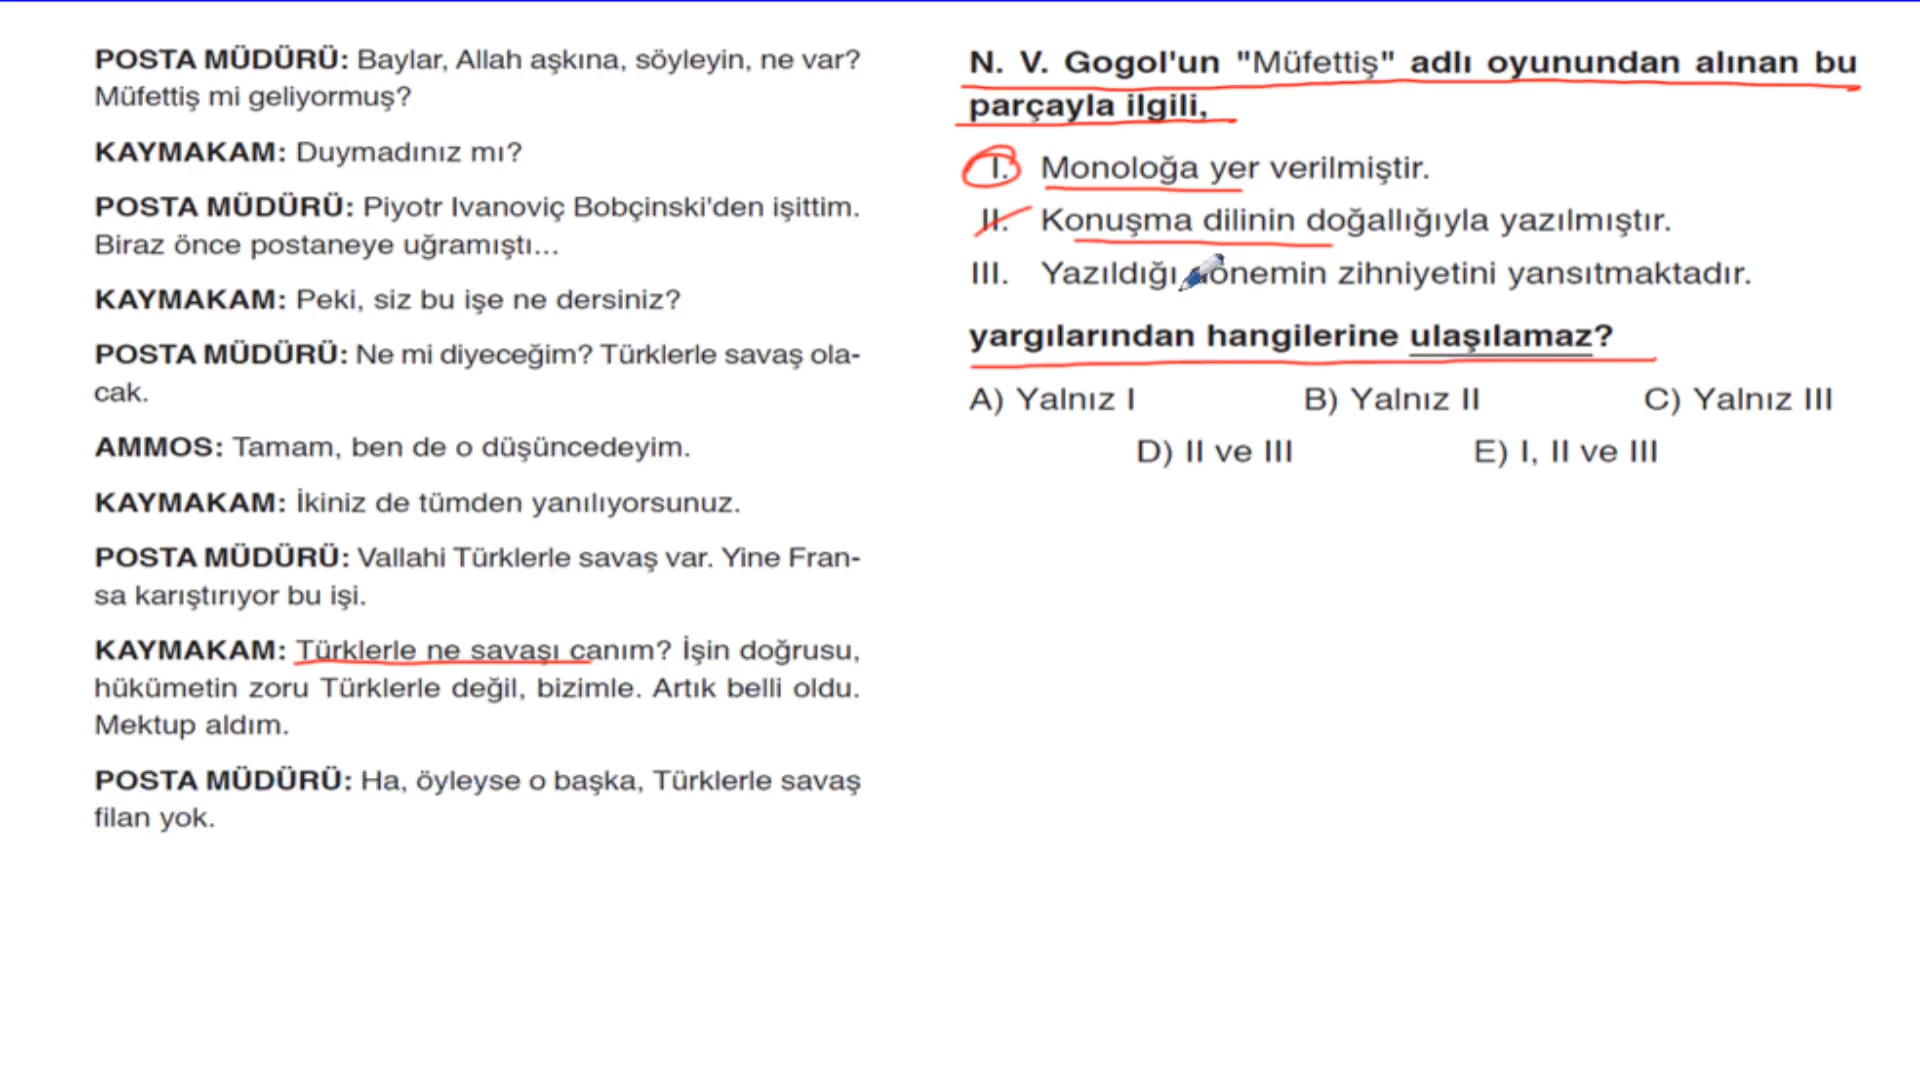 POSTA MÜDÜRÜ: Baylar, Allah aşkına, söyleyin, ne var?
Müfettiş mi geliyormuş?
KAYMAKAM: Duymadınız mı?
POSTA MÜDÜRÜ: Piyotr Ivanoviç Bobçinski'den işittim.
Biraz önce postaneye uğramıştı...
KAYMAKAM: Peki, siz bu işe ne dersiniz?
POSTA MÜDÜRÜ: Ne mi diyeceğim? Türklerle savaş ola-
cak.
AMMOS: Tamam, ben de o düşüncedeyim.
KAYMAKAM: İkiniz de tümden yanılıyorsunuz.
POSTA MÜDÜRÜ: Vallahi Türklerle savaş var. Yine Fran-
sa karıştırıyor bu işi.
KAYMAKAM: Türklerle ne savaşı canım? İşin doğrusu,
hükümetin zoru Türklerle değil, bizimle. Artık belli oldu.
Mektup aldım.
POSTA MÜDÜRÜ: Ha, öyleyse o başka, Türklerle savaş
filan yok.
N. V. Gogol'un "Müfettiş" adlı oyunundan alınan bu
parçayla ilgili,
I. Monoloğa yer verilmiştir.
II. Konuşma dilinin doğallığıyla yazılmıştır.
III. Yazıldığı dönemin zihniyetini yansıtmaktadır.
yargılarından hangilerine ulaşılamaz?
A) Yalnız I B) Yalnız II C) Yalnız III
D) II ve III E) I, II ve III